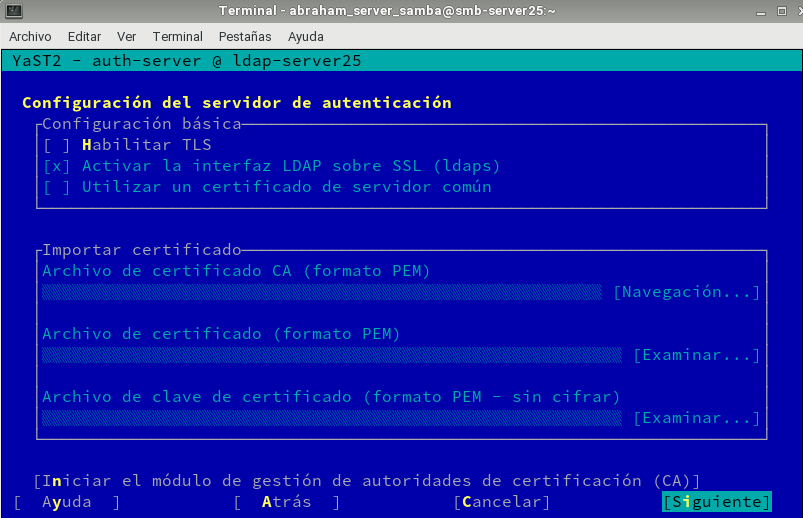 Terminal - abraham_server_samba@smb-server25:~
Archivo Editar Ver Terminal Pestañas Ayuda
YaST2 - auth-server @ ldap-server25
Configuración del servidor de autenticación
Configuración básica
[ ] Habilitar TLS
[x] Activar la interfaz LDAP sobre SSL (ldaps)
[ ] Utilizar un certificado de servidor común
Importar certificado
Archivo de certificado CA (formato PEM)
[Navegación...]
Archivo de certificado (formato PEM)
[Examinar...]
Archivo de clave de certificado (formato PEM - sin cifrar)
[Examinar...]
[Iniciar el módulo de gestión de autoridades de certificación (CA)]
[ Ayuda ] [ Atrás ] [Cancelar] [Siguiente]